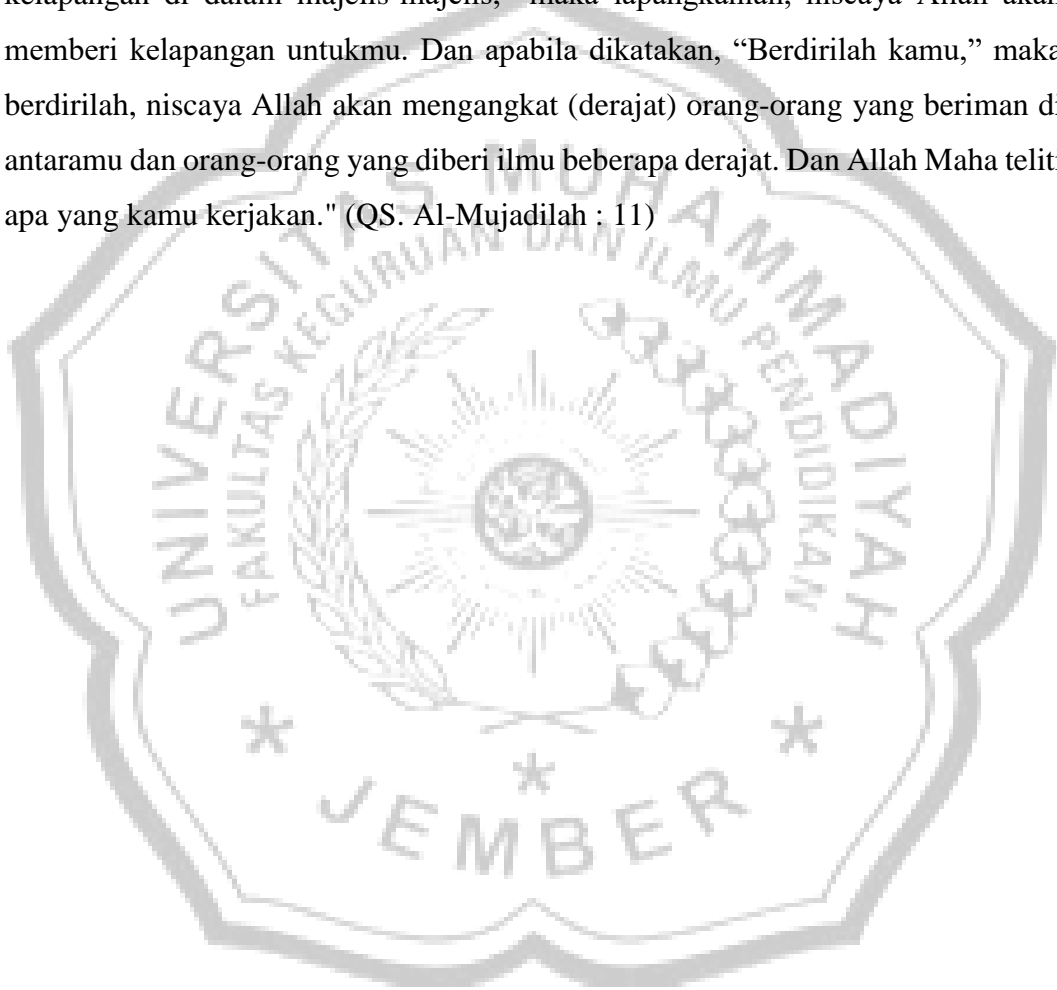 kelapangan di dalam majelis-majelis," maka lapangkanlah, niscaya Allah akan
memberi kelapangan untukmu. Dan apabila dikatakan, “Berdirilah kamu,” maka
berdirilah, niscaya Allah akan mengangkat (derajat) orang-orang yang beriman di
antaramu dan orang-orang yang diberi ilmu beberapa derajat. Dan Allah Maha teliti
apa yang kamu kerjakan." (QS. Al-Mujadilah : 11)
UNIVERSITAS MUHAMMADIYAH
FAKULTAS KEGURUAN DAN ILMU PENDIDIKAN
JEMBER